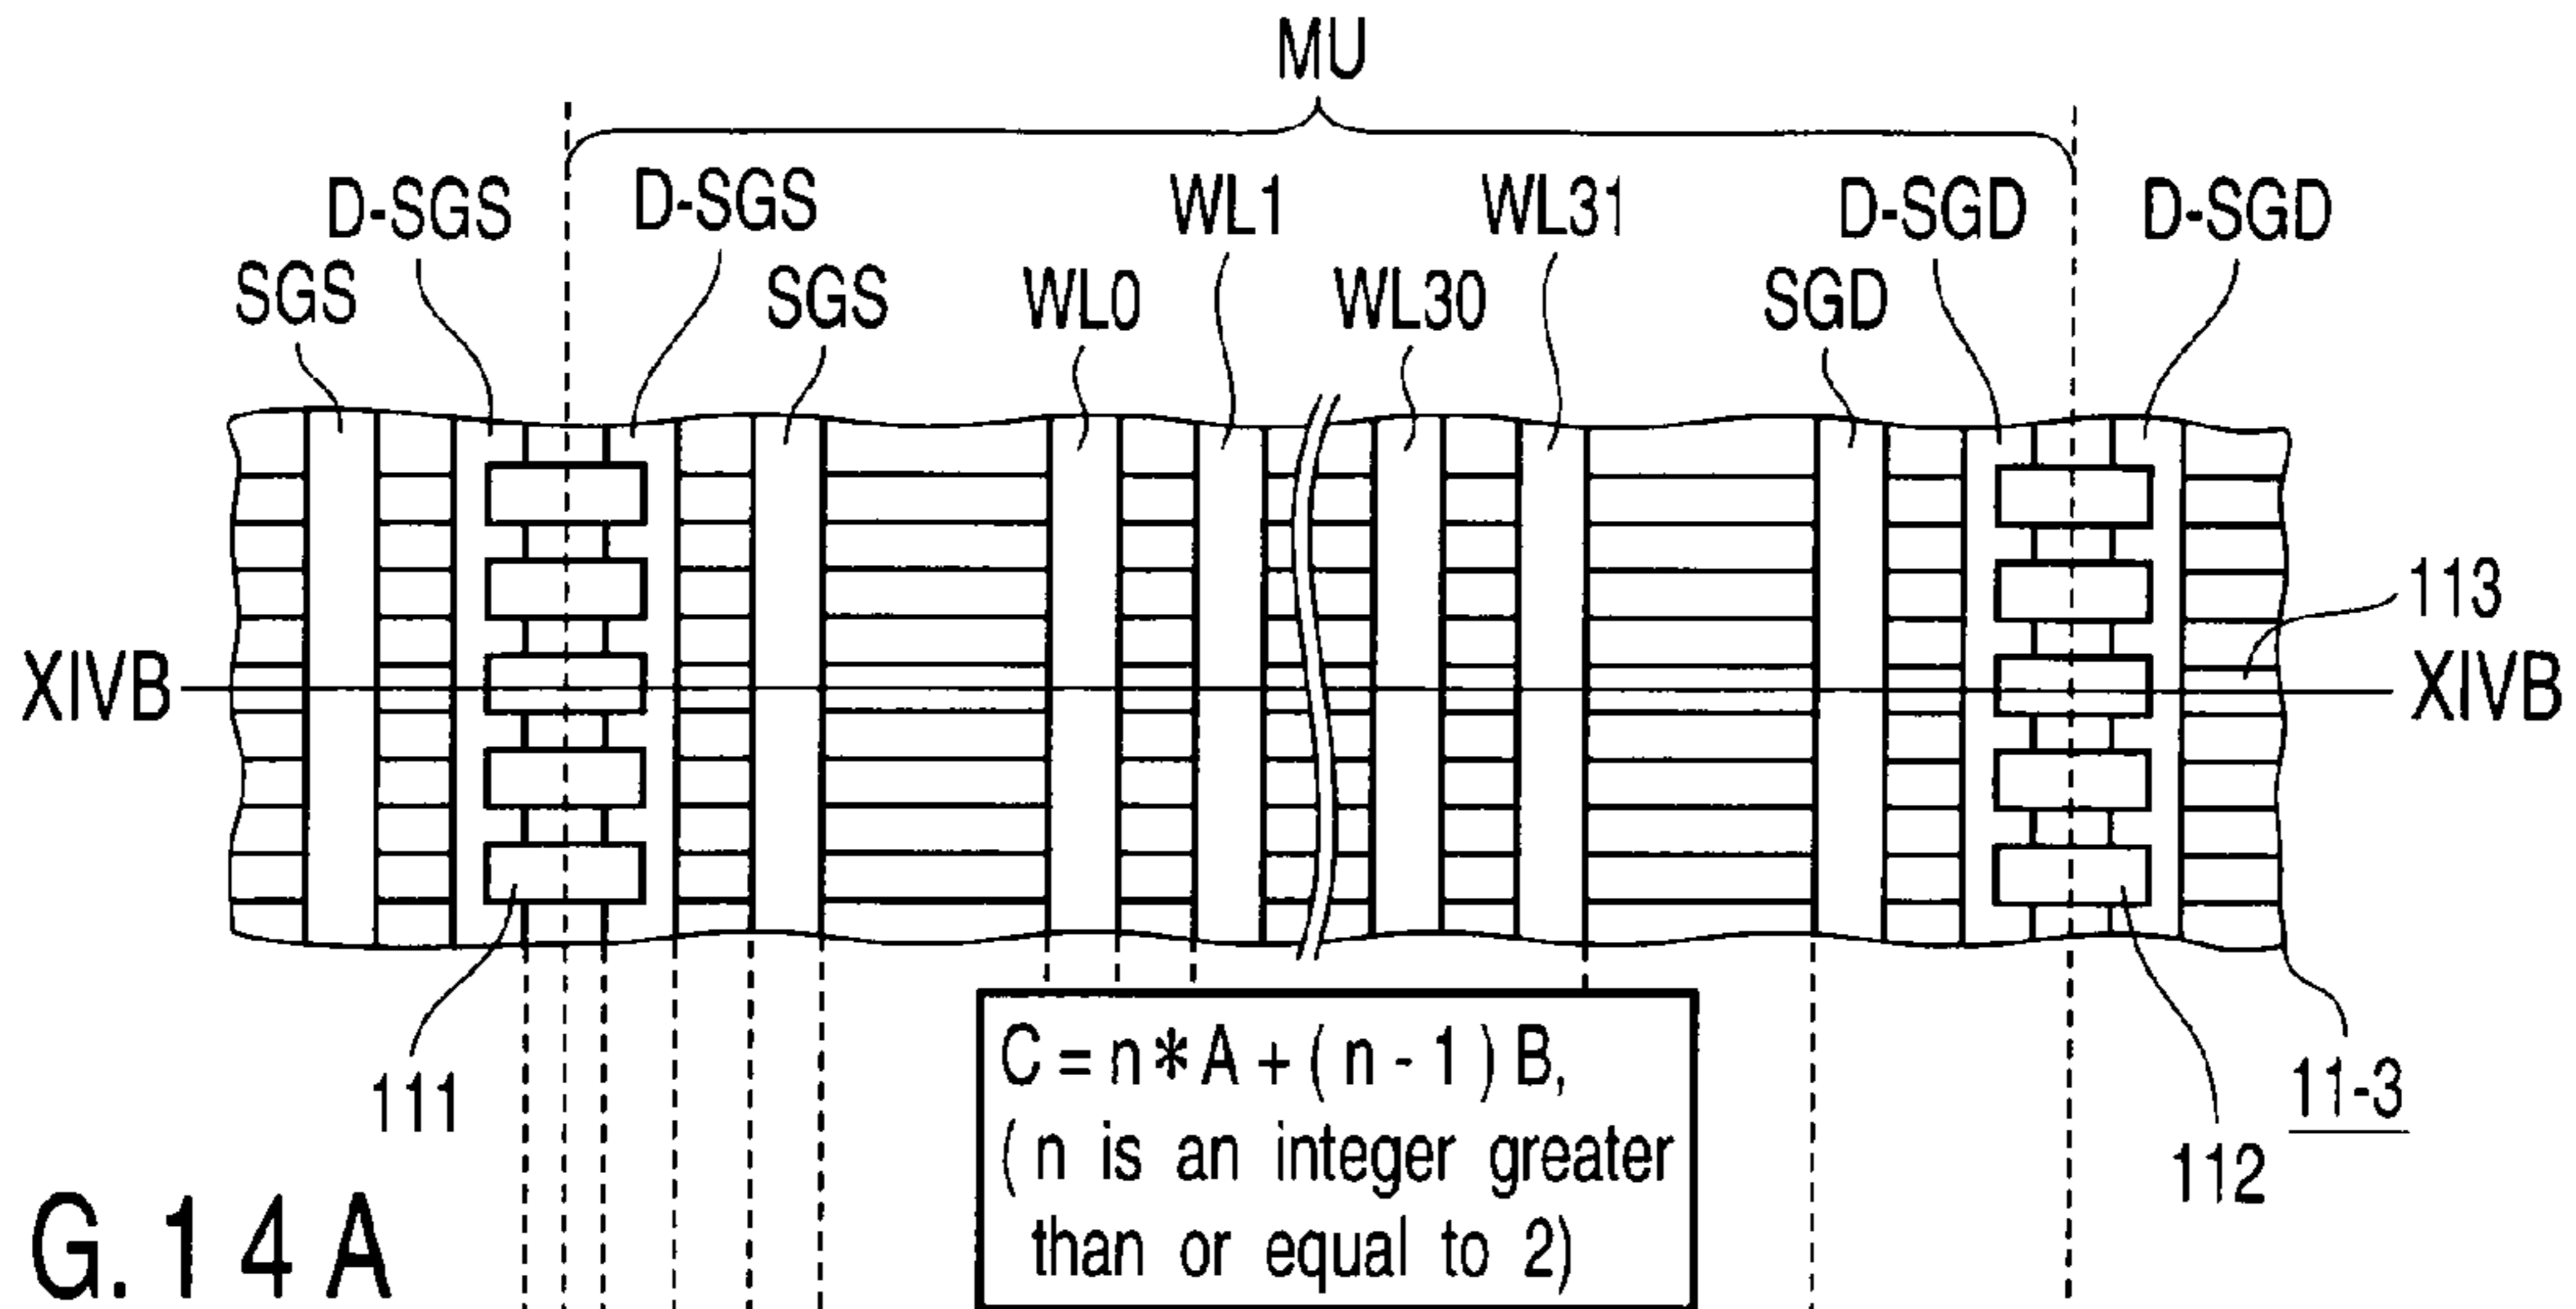 MU
D-SGS D-SGS WL1 WL31 D-SGD D-SGD
SGS SGS WL0 WL30 SGD
113
XIVB XIVB
C = n * A + ( n - 1 ) B,
( n is an integer greater
than or equal to 2)
111 11-3
112
G. 1 4 A